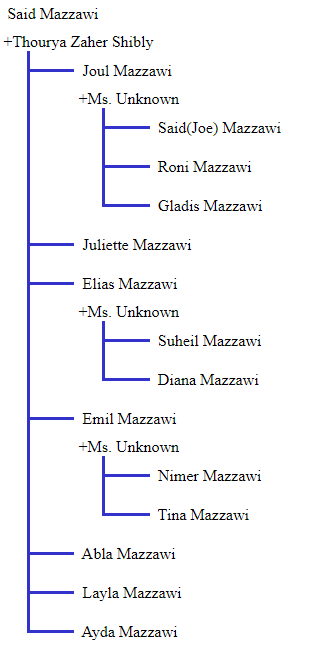 Said Mazzawi
+Thourya Zaher Shibly
Joul Mazzawi
+Ms. Unknown
Said(Joe) Mazzawi
Roni Mazzawi
Gladis Mazzawi
Juliette Mazzawi
Elias Mazzawi
+Ms. Unknown
Suheil Mazzawi
Diana Mazzawi
Emil Mazzawi
+Ms. Unknown
Nimer Mazzawi
Tina Mazzawi
Abla Mazzawi
Layla Mazzawi
Ayda Mazzawi